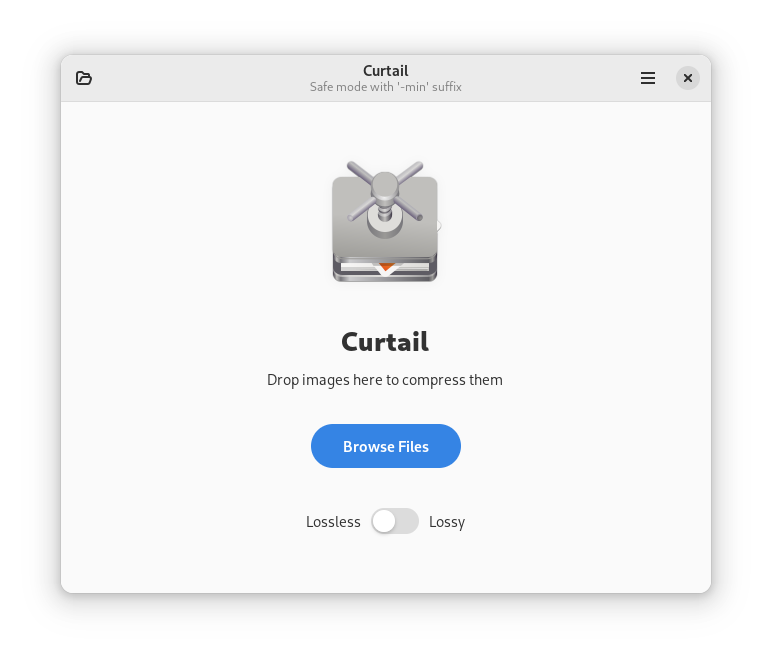 Curtail
Safe mode with '-min' suffix
Curtail
Drop images here to compress them
Browse Files
Lossless
Lossy